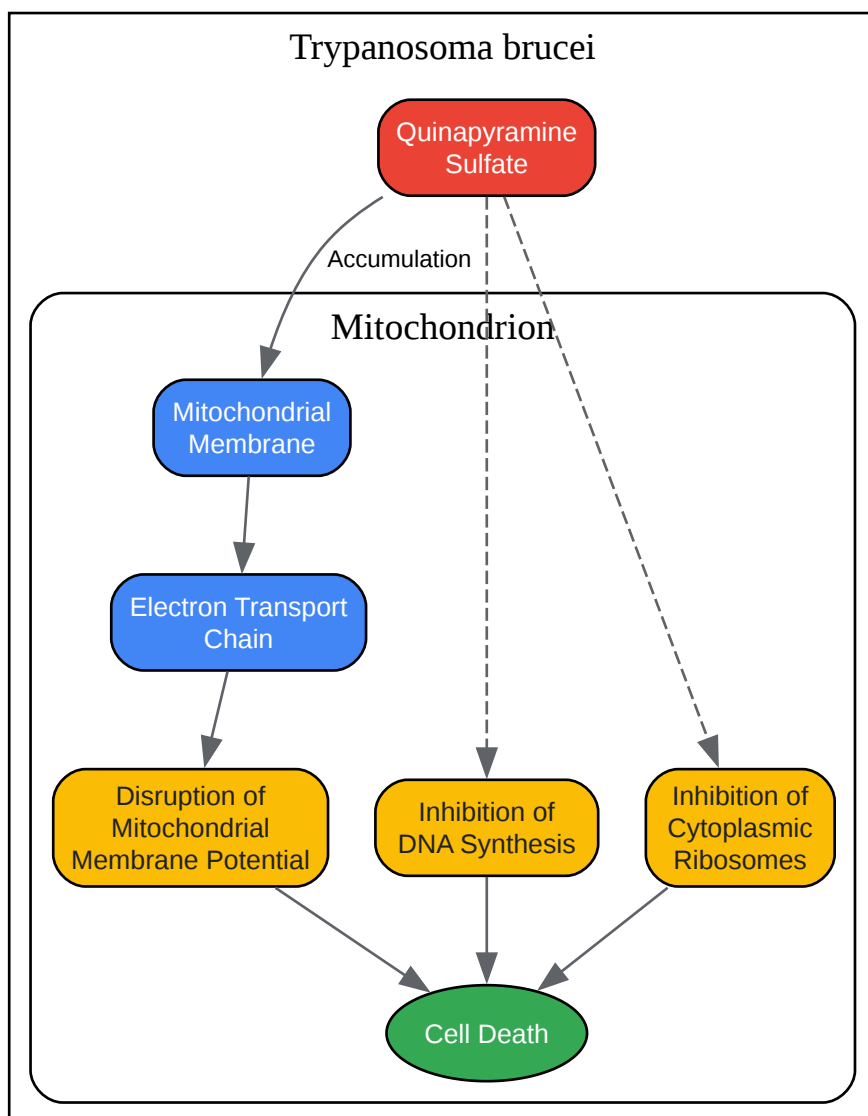 Trypanosoma brucei
Quinapyramine
Sulfate
Accumulation
Mitochondrion
Mitochondrial
Membrane
Electron Transport
Chain
Disruption of
Mitochondrial
Membrane Potential
Inhibition of
DNA Synthesis
Inhibition of
Cytoplasmic
Ribosomes
Cell Death